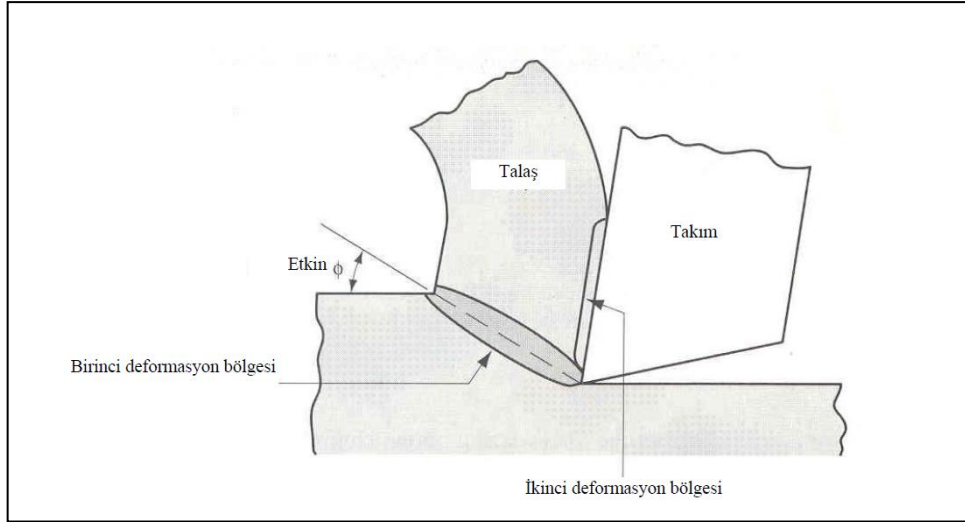 Talaş
Takım
Etkin ϕ
Birinci deformasyon bölgesi
İkinci deformasyon bölgesi